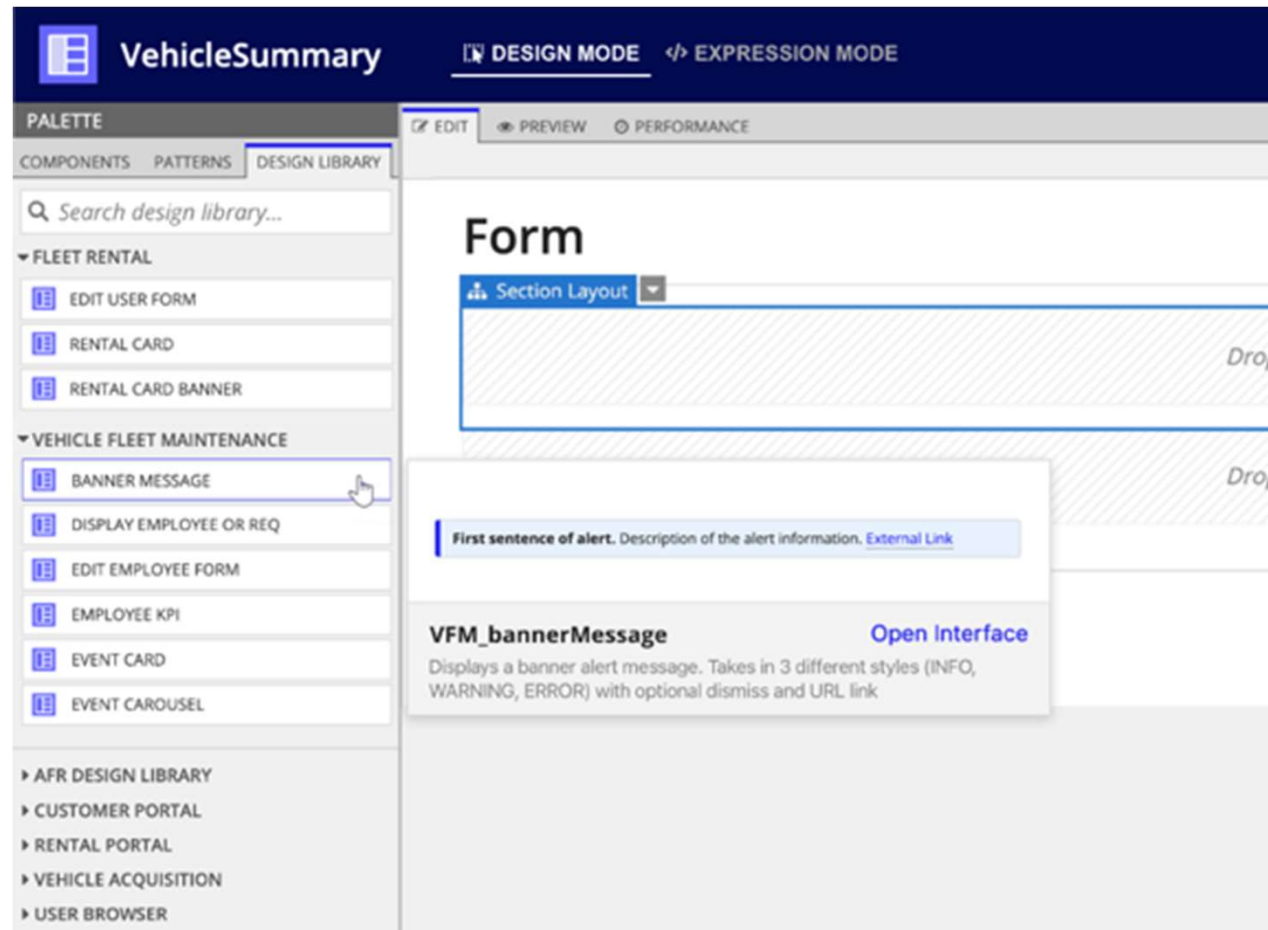 VehicleSummary
DESIGN MODE
</> EXPRESSION MODE
PALETTE
EDIT
PREVIEW
PERFORMANCE
COMPONENTS
PATTERNS
DESIGN LIBRARY
Search design library...
FLEET RENTAL
EDIT USER FORM
RENTAL CARD
RENTAL CARD BANNER
VEHICLE FLEET MAINTENANCE
BANNER MESSAGE
DISPLAY EMPLOYEE OR REQ
EDIT EMPLOYEE FORM
EMPLOYEE KPI
EVENT CARD
EVENT CAROUSEL
AFR DESIGN LIBRARY
CUSTOMER PORTAL
RENTAL PORTAL
VEHICLE ACQUISITION
USER BROWSER
Form
Section Layout
First sentence of alert. Description of the alert information. External Link
VFM_bannerMessage
Open Interface
Displays a banner alert message. Takes in 3 different styles (INFO,
WARNING, ERROR) with optional dismiss and URL link